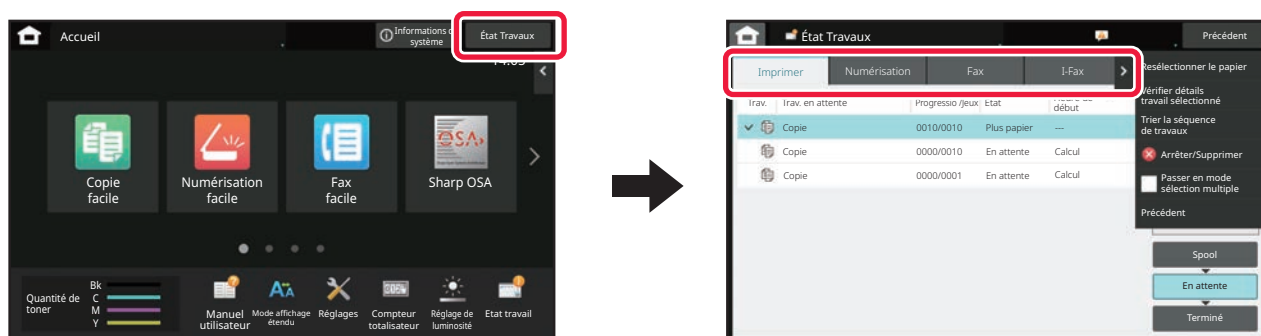 Accueil
Informations
système
État Travaux
Copie
facile
Numérisation
facile
Fax
facile
OSA
Sharp OSA
Quantité de
toner
Bk
C
M
Y
Manuel
utilisateur
Mode affichage
étendu
Réglages
Compteur
totalisateur
Réglage de
luminosité
Etat travail
État Travaux
Précédent
Imprimer
Numérisation
Fax
I-Fax
Resélectionner le papier
Vérifier détails
travail sélectionné
Trier la séquence
de travaux
Arrêter/Supprimer
Passer en mode
sélection multiple
Précédent
Trav.
Trav. en attente
Progressio /Jeux
Etat
début
Copie
0010/0010
Plus papier
---
Copie
0000/0010
En attente
Calcul
Copie
0000/0001
En attente
Calcul
Spool
En attente
Terminé